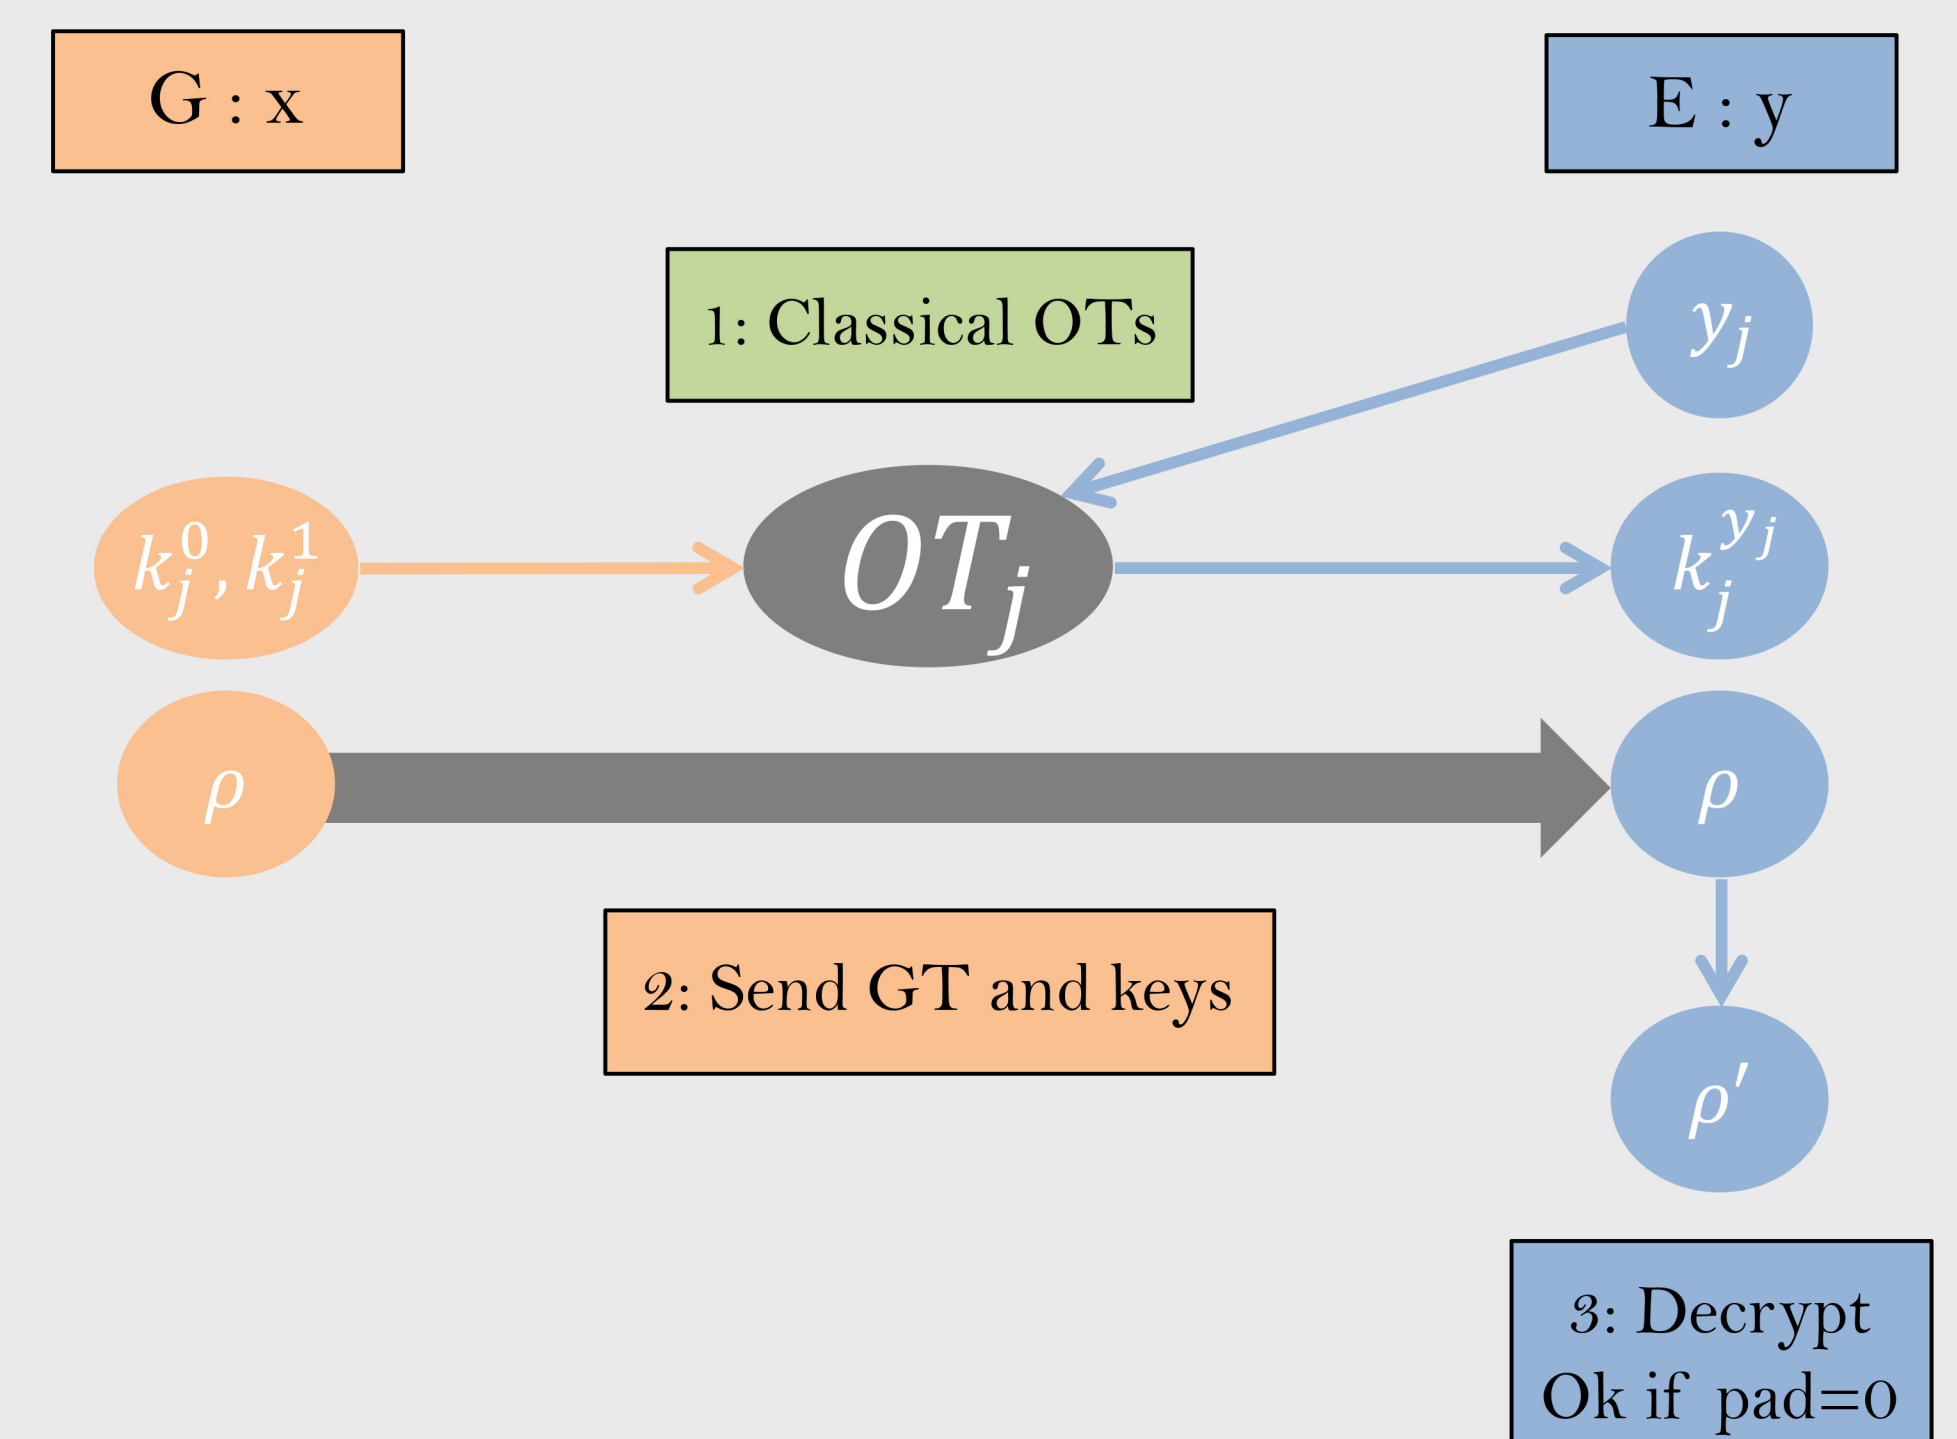 G : x
E : y
1: Classical OTs
y_j
k_j^0, k_j^1
OT_j
k_j^{y_j}
ρ
ρ
2: Send GT and keys
ρ′
3: Decrypt
Ok if pad=0